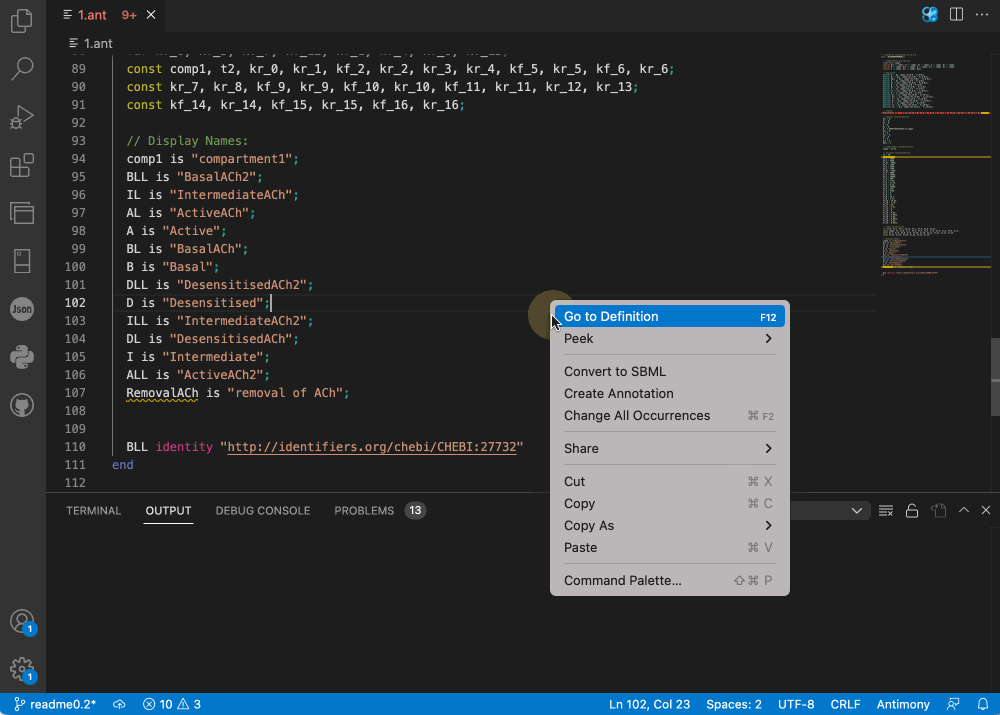 1.ant 9+
1.ant
89 const comp1, t2, kr_0, kr_1, kf_2, kr_2, kr_3, kr_4, kf_5, kr_5, kf_6, kr_6;
90 const kr_7, kr_8, kf_9, kr_9, kf_10, kr_10, kf_11, kr_11, kr_12, kr_13;
91 const kf_14, kr_14, kf_15, kr_15, kf_16, kr_16;
92
93 // Display Names:
94 comp1 is "compartment1";
95 BLL is "BasalACh2";
96 IL is "IntermediateACh";
97 AL is "ActiveACh";
98 A is "Active";
99 BL is "BasalACh";
100 B is "Basal";
101 DLL is "DesensitisedACh2";
102 D is "Desensitised";
103 ILL is "IntermediateACh2";
104 DL is "DesensitisedACh";
105 I is "Intermediate";
106 ALL is "ActiveACh2";
107 RemovalACh is "removal of ACh";
108
109
110 BLL identity "http://identifiers.org/chebi/CHEBI:27732"
111 end
112
Go to Definition F12
Peek
Convert to SBML
Create Annotation
Change All Occurrences ⌘ F2
Share
Cut ⌘ X
Copy ⌘ C
Copy As
Paste ⌘ V
Command Palette... ⇧⌘ P
TERMINAL OUTPUT DEBUG CONSOLE PROBLEMS 13
Json
1
1
readme0.2* 10 3 Ln 102, Col 23 Spaces: 2 UTF-8 CRLF Antimony